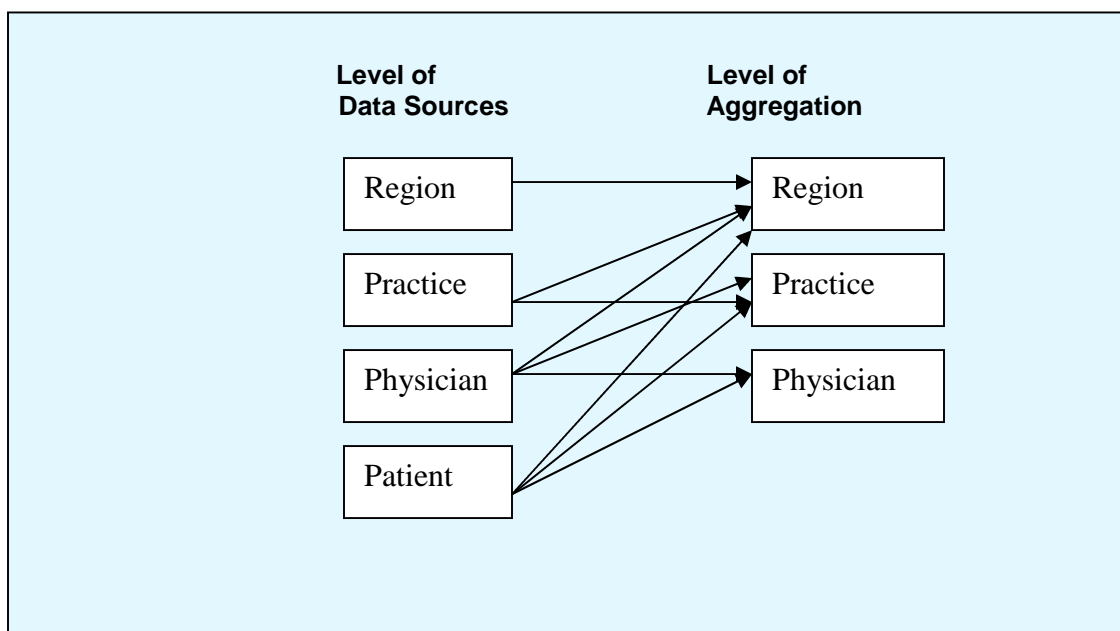 Level of
Data Sources
Level of
Aggregation
Region
Region
Practice
Practice
Physician
Physician
Patient